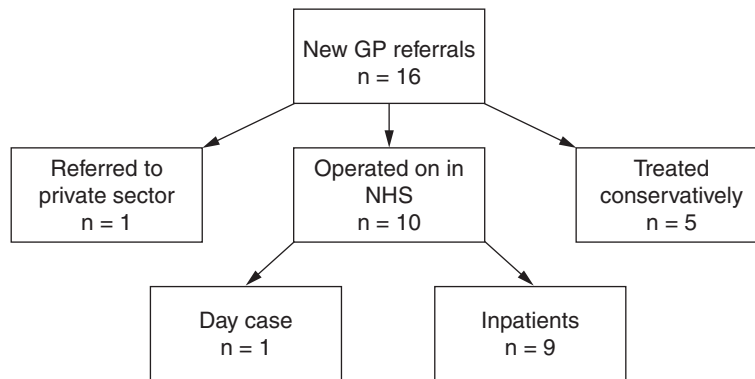 New GP referrals
n = 16
Referred to
private sector
n = 1
Operated on in
NHS
n = 10
Treated
conservatively
n = 5
Day case
n = 1
Inpatients
n = 9